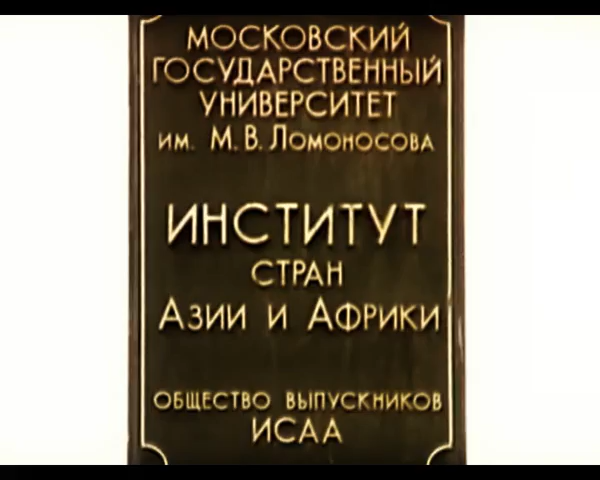 МОСКОВСКИЙ
ГОСУДАРСТВЕННЫЙ
УНИВЕРСИТЕТ
ИМ. М. В. ЛОМОНОСОВА
ИНСТИТУТ
СТРАН
АЗИИ И АФРИКИ
ОБЩЕСТВО ВЫПУСКНИКОВ
ИСАА